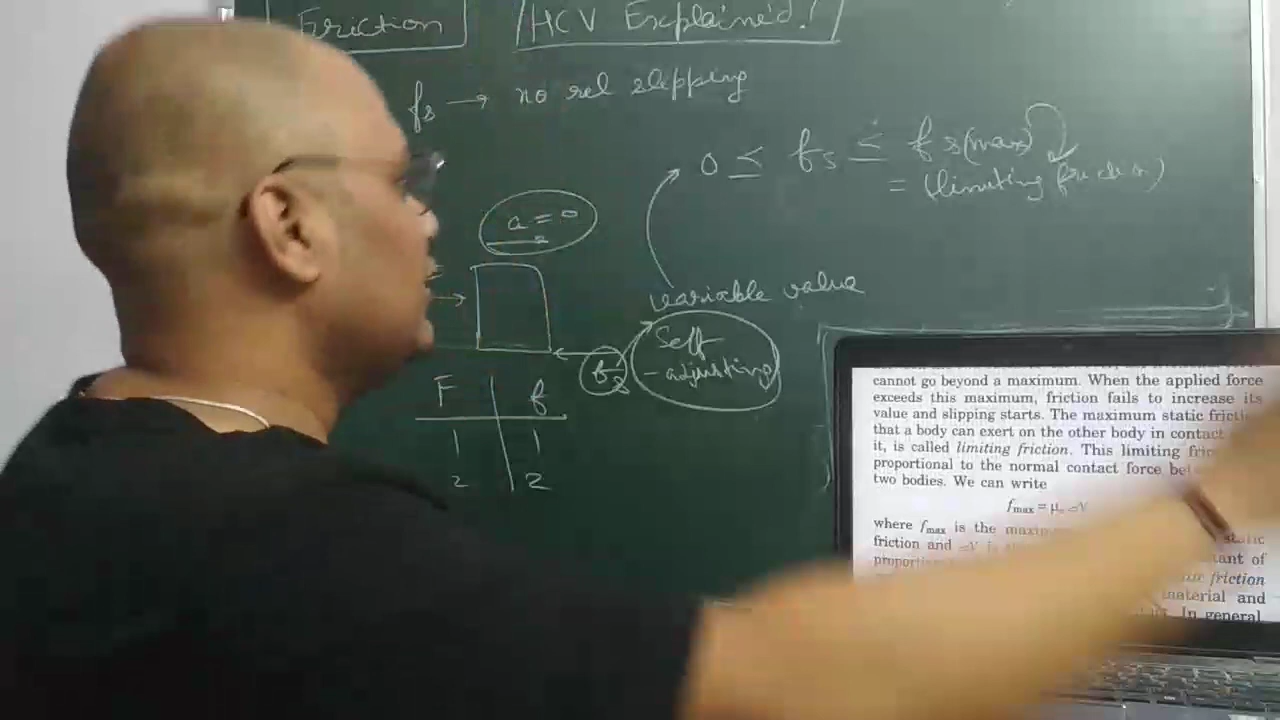 Friction
HCV Explained!
fs → no rel slipping
0 ≤ fs ≤ fs(max)
= (limiting friction)
a = 0
variable value
Self
-adjusting
fs
F f
1 1
2 2
cannot go beyond a maximum. When the applied force
exceeds this maximum, friction fails to increase its
value and slipping starts. The maximum static
that a body can exert on the other body in contact
it, is called limiting friction. This limiting
proportional to the normal contact force
two bodies. We can write
fmax = μs N
where fmax is the
static
friction and N
of
friction
material and
In general